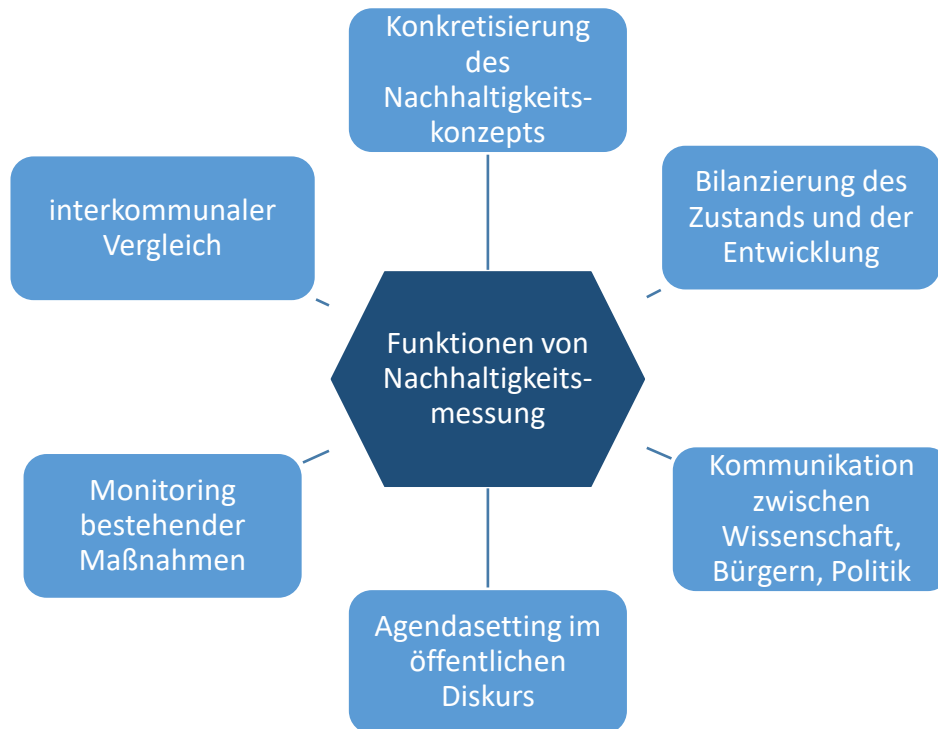 Konkretisierung
des
Nachhaltigkeits-
konzepts
Bilanzierung des
Zustands und der
Entwicklung
interkommunaler
Vergleich
Funktionen von
Nachhaltigkeits-
messung
Kommunikation
zwischen
Wissenschaft,
Bürgern, Politik
Monitoring
bestehender
Maßnahmen
Agendasetting im
öffentlichen
Diskurs